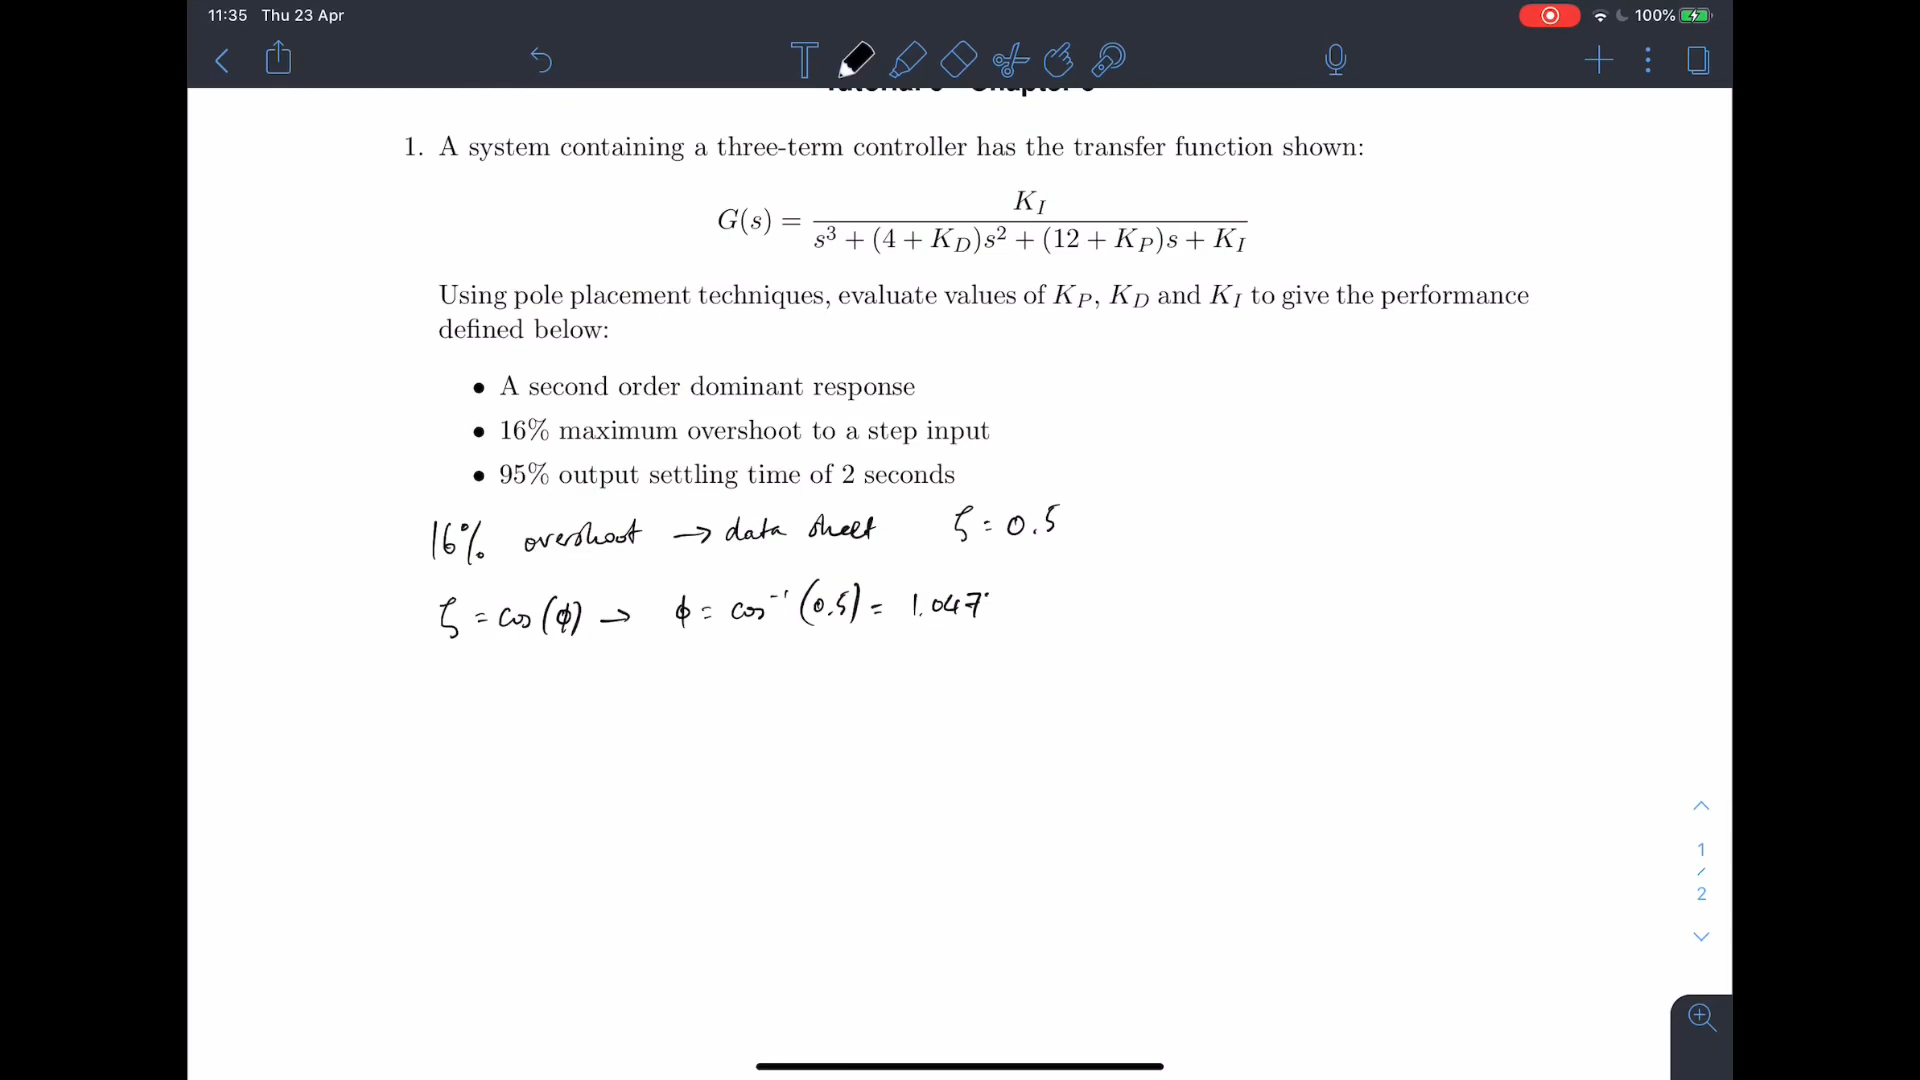 11:35 Thu 23 Apr 100%
T
1. A system containing a three-term controller has the transfer function shown:
G(s) = K_I / (s^3 + (4 + K_D)s^2 + (12 + K_P)s + K_I)
Using pole placement techniques, evaluate values of K_P, K_D and K_I to give the performance
defined below:
• A second order dominant response
• 16% maximum overshoot to a step input
• 95% output settling time of 2 seconds
16% overshoot → data sheet ζ = 0.5
ζ = cos(ϕ) → ϕ = cos⁻¹(0.5) = 1.047
1
/
2